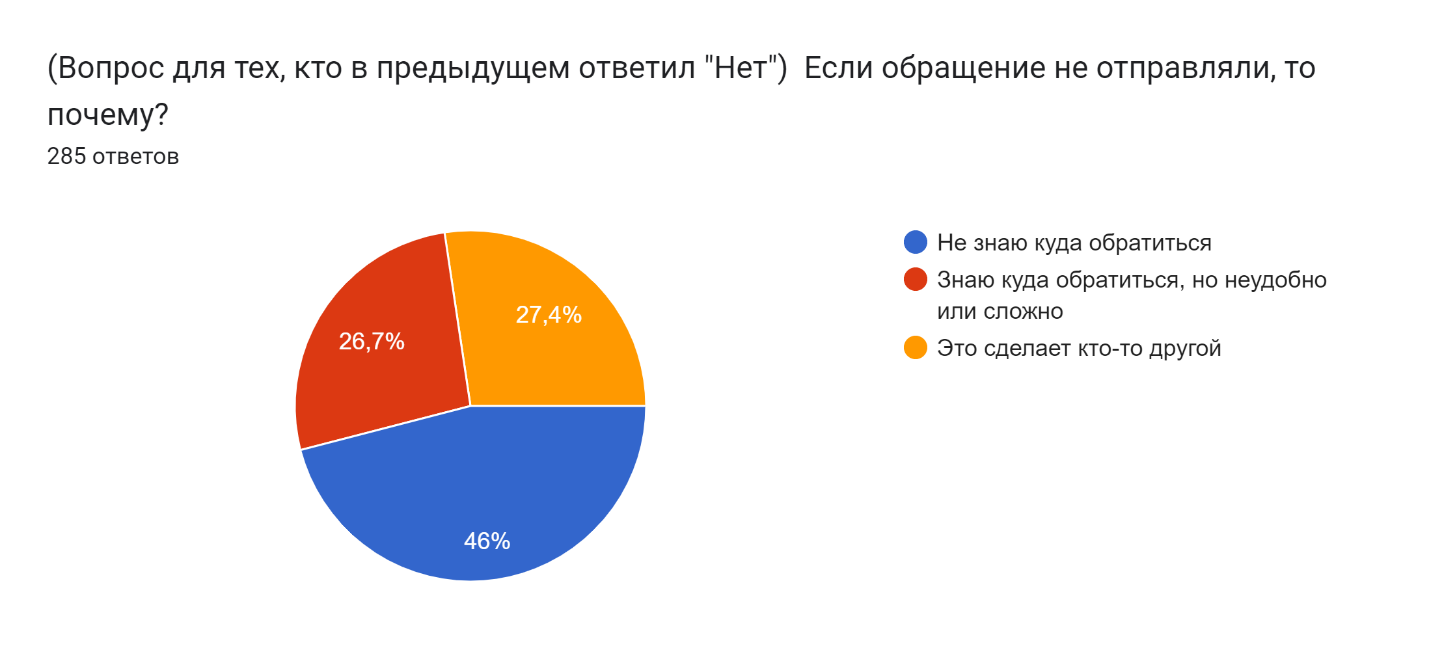 (Вопрос для тех, кто в предыдущем ответил "Нет")  Если обращение не отправляли, то
почему?
285 ответов
Не знаю куда обратиться
Знаю куда обратиться, но неудобно
или сложно
Это сделает кто-то другой
27,4%
26,7%
46%